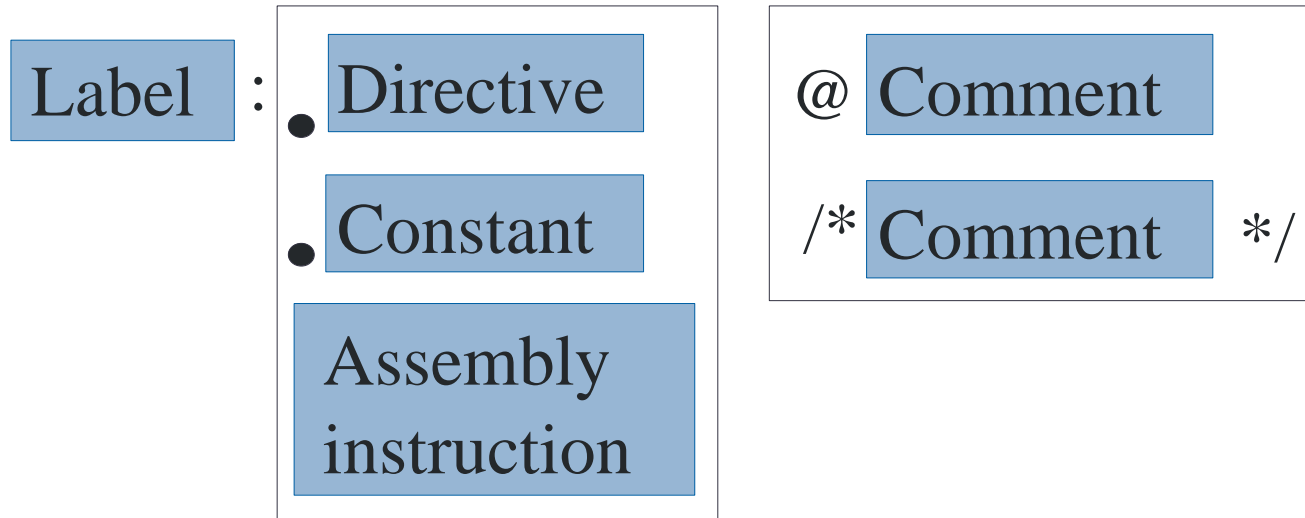 Label : . Directive @ Comment
. Constant /* Comment */
Assembly
instruction